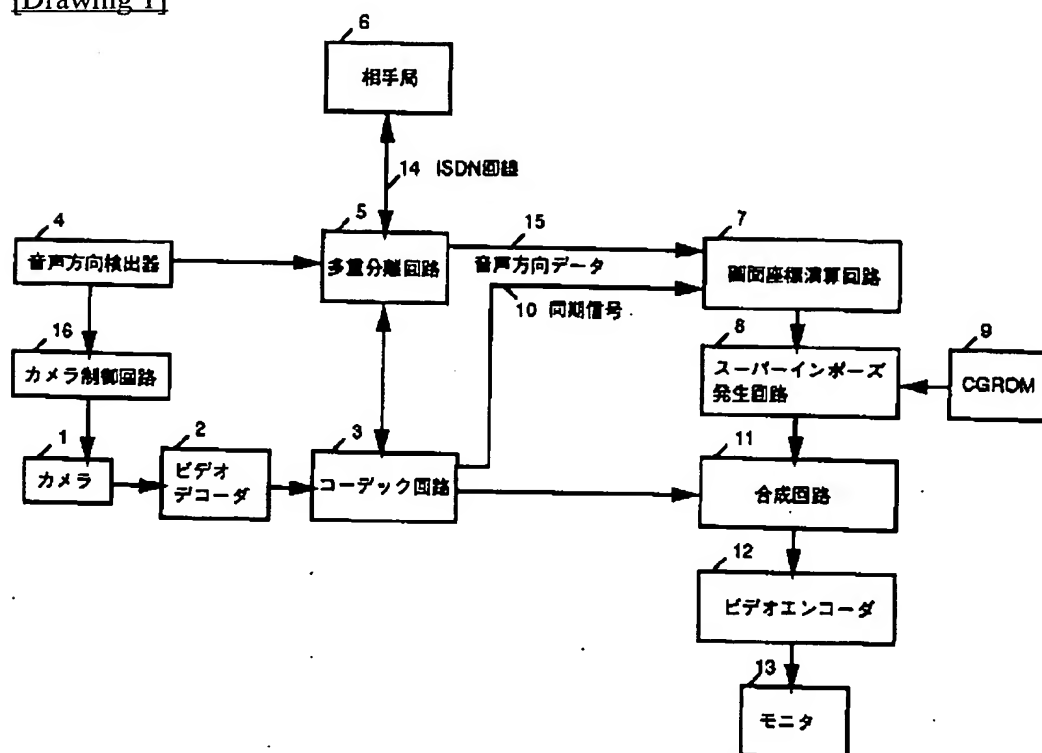 [Drawing 1]
6
相手局
14 ISDN回線
4
音声方向検出器
5
多重分離回路
15
音声方向データ
10 同期信号
7
画面座標演算回路
16
カメラ制御回路
8
スーパーインポーズ
発生回路
9
CGROM
1
カメラ
2
ビデオ
デコーダ
3
コーデック回路
11
合成回路
12
ビデオエンコーダ
13
モニタ